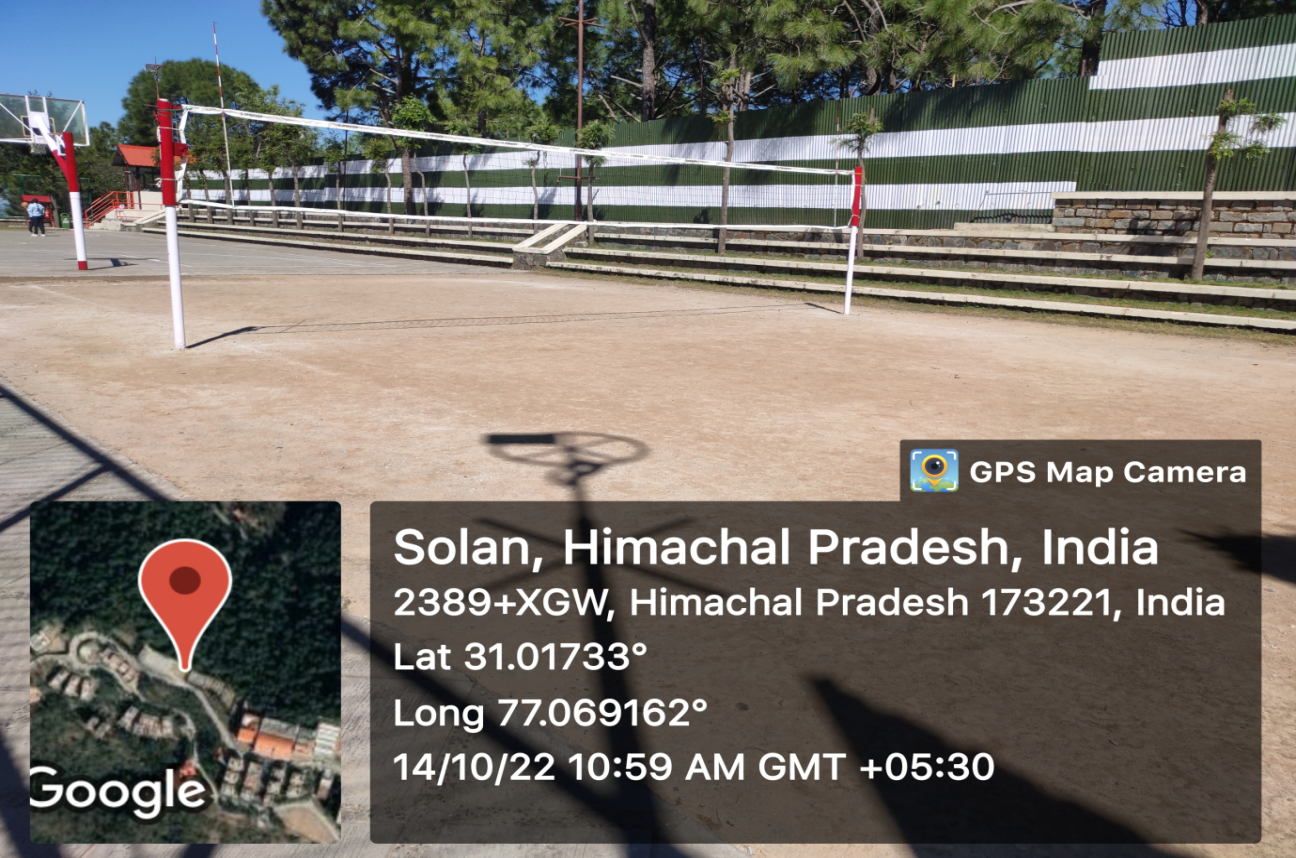 GPS Map Camera
Solan, Himachal Pradesh, India
2389+XGW, Himachal Pradesh 173221, India
Lat 31.01733°
Long 77.069162°
14/10/22 10:59 AM GMT +05:30
Google